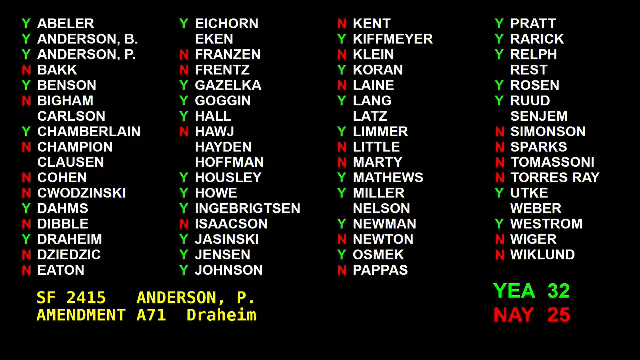 Y ABELER
Y ANDERSON, B.
Y ANDERSON, P.
N BAKK
Y BENSON
N BIGHAM
CARLSON
Y CHAMBERLAIN
N CHAMPION
CLAUSEN
N COHEN
N CWODZINSKI
Y DAHMS
N DIBBLE
Y DRAHEIM
N DZIEDZIC
N EATON
Y EICHORN
EKEN
N FRANZEN
N FRENTZ
Y GAZELKA
Y GOGGIN
Y HALL
N HAWJ
HAYDEN
HOFFMAN
Y HOUSLEY
Y HOWE
Y INGEBRIGTSEN
N ISAACSON
Y JASINSKI
Y JENSEN
Y JOHNSON
N KENT
Y KIFFMEYER
N KLEIN
Y KORAN
N LAINE
Y LANG
LATZ
Y LIMMER
N LITTLE
N MARTY
Y MATHEWS
Y MILLER
NELSON
Y NEWMAN
N NEWTON
Y OSMEK
N PAPPAS
Y PRATT
Y RARICK
Y RELPH
REST
Y ROSEN
Y RUUD
SENJEM
N SIMONSON
N SPARKS
N TOMASSONI
N TORRES RAY
Y UTKE
WEBER
Y WESTROM
N WIGER
N WIKLUND
SF 2415 ANDERSON, P.
AMENDMENT A71 Draheim
YEA 32
NAY 25